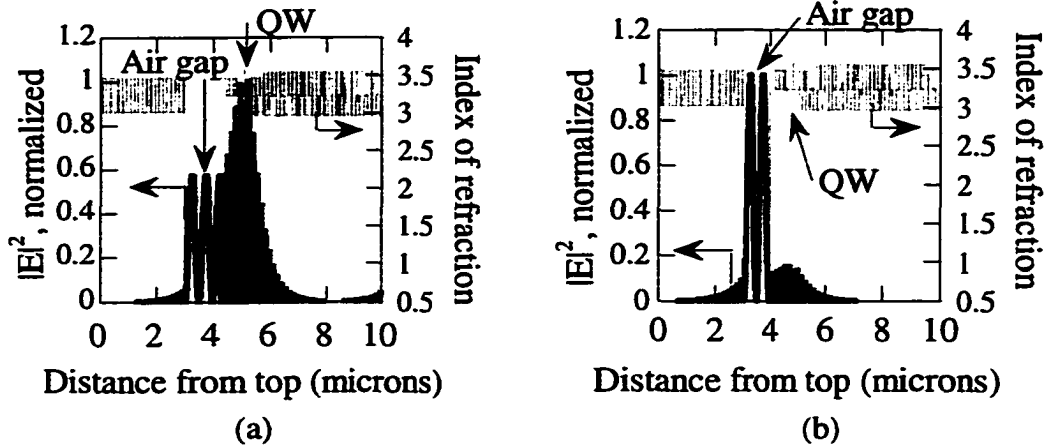 QW
Air gap
|E|², normalized
1.2
1
0.8
0.6
0.4
0.2
0
4
3.5
3
2.5
2
1.5
1
0.5
Index of refraction
0 2 4 6 8 10
Distance from top (microns)
(a)
Air gap
QW
|E|², normalized
1.2
1
0.8
0.6
0.4
0.2
0
4
3.5
3
2.5
2
1.5
1
0.5
Index of refraction
0 2 4 6 8 10
Distance from top (microns)
(b)